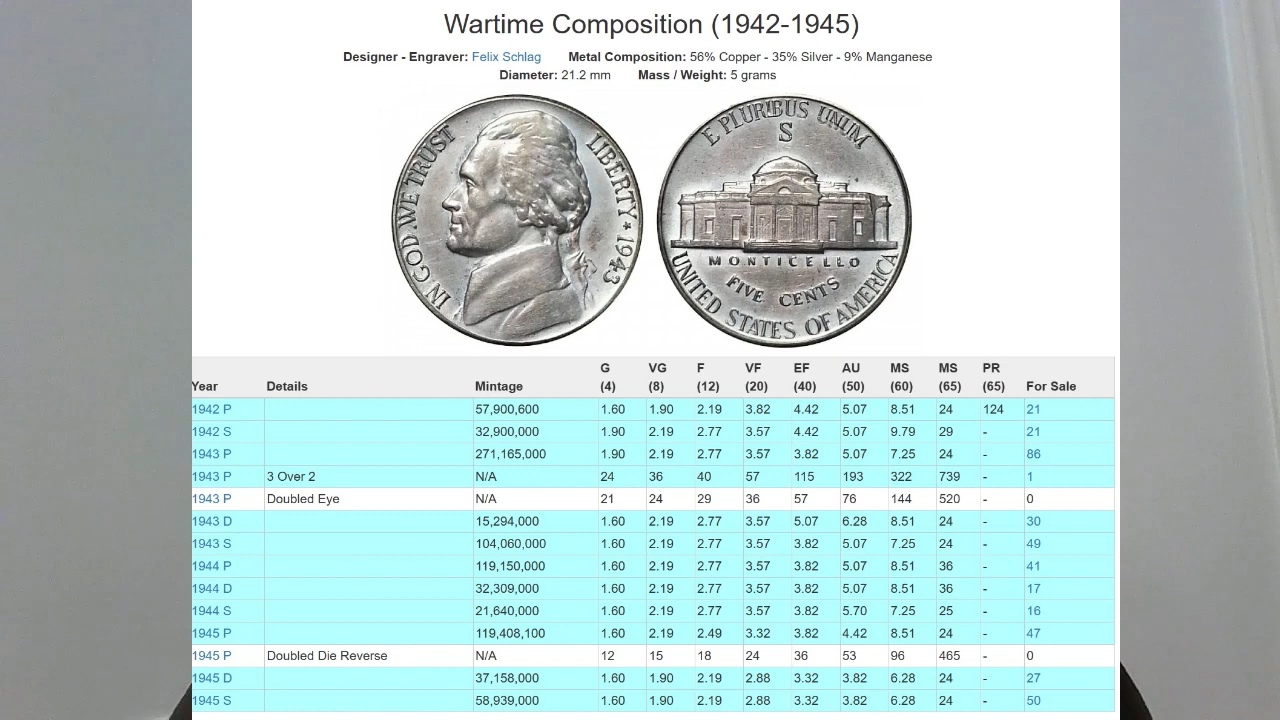 Wartime Composition (1942-1945)
Designer - Engraver: Felix Schlag Metal Composition: 56% Copper - 35% Silver - 9% Manganese
Diameter: 21.2 mm Mass / Weight: 5 grams
IN GOD WE TRUST LIBERTY * 1943
E PLURIBUS UNUM
S
MONTICELLO
FIVE CENTS
UNITED STATES OF AMERICA
Year Details Mintage G (4) VG (8) F (12) VF (20) EF (40) AU (50) MS (60) MS (65) PR (65) For Sale
1942 P 57,900,600 1.60 1.90 2.19 3.82 4.42 5.07 8.51 24 124 21
1942 S 32,900,000 1.90 2.19 2.77 3.57 4.42 5.07 9.79 29 - 21
1943 P 271,165,000 1.90 2.19 2.77 3.57 3.82 5.07 7.25 24 - 86
1943 P 3 Over 2 N/A 24 36 40 57 115 193 322 739 - 1
1943 P Doubled Eye N/A 21 24 29 36 57 76 144 520 - 0
1943 D 15,294,000 1.60 2.19 2.77 3.57 5.07 6.28 8.51 24 - 30
1943 S 104,060,000 1.60 2.19 2.77 3.57 3.82 5.07 7.25 24 - 49
1944 P 119,150,000 1.60 2.19 2.77 3.57 3.82 5.07 8.51 36 - 41
1944 D 32,309,000 1.60 2.19 2.77 3.57 3.82 5.07 8.51 36 - 17
1944 S 21,640,000 1.60 2.19 2.77 3.57 3.82 5.70 7.25 25 - 16
1945 P 119,408,100 1.60 2.19 2.49 3.32 3.82 4.42 8.51 24 - 47
1945 P Doubled Die Reverse N/A 12 15 18 24 36 53 96 465 - 0
1945 D 37,158,000 1.60 1.90 2.19 2.88 3.32 3.82 6.28 24 - 27
1945 S 58,939,000 1.60 1.90 2.19 2.88 3.32 3.82 6.28 24 - 50